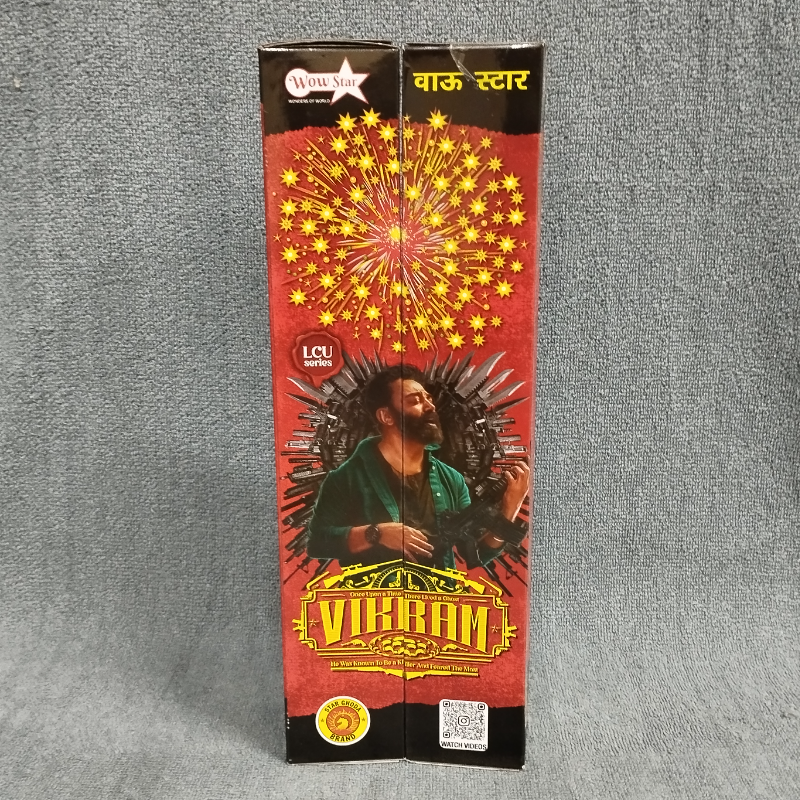 Wow Star
WONDERS OF WORLD
वाऊ स्टार
LCU
series
Once Upon a Time There Lived a Ghost
VIKRAM
He Was Known To Be a Killer And Feared The Most
STAR GHODA
BRAND
WATCH VIDEOS